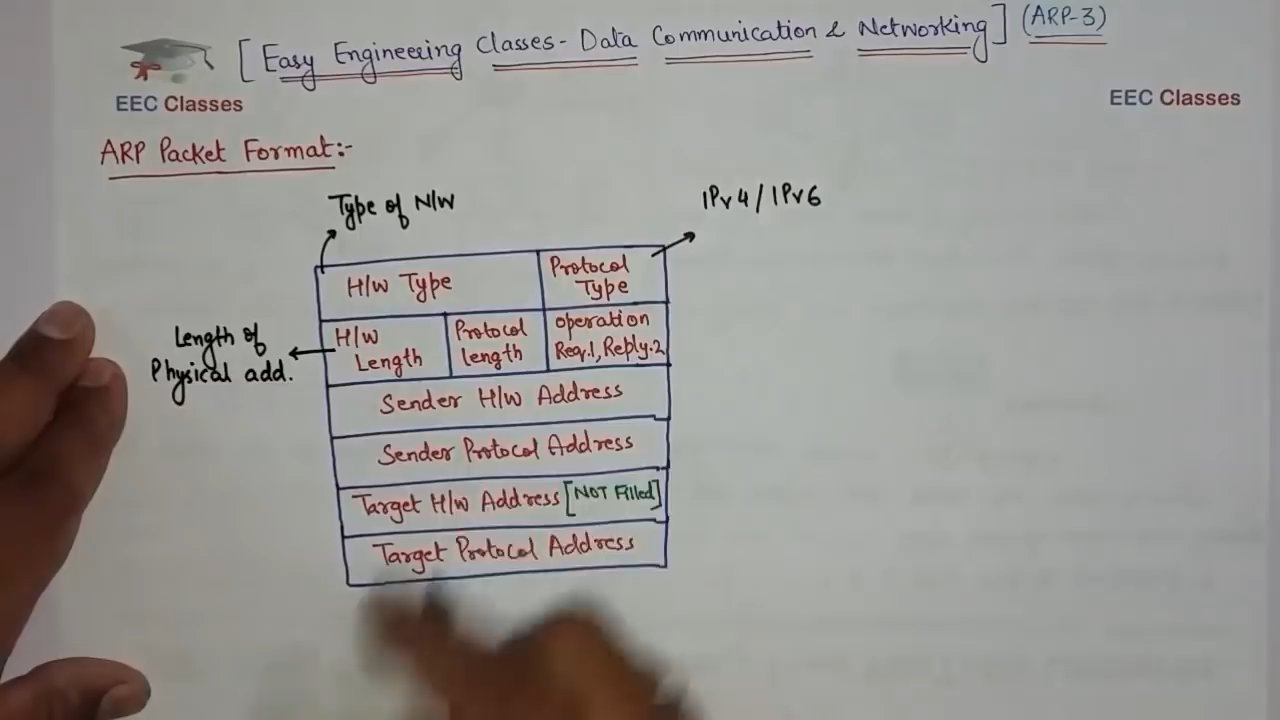 [Easy Engineering Classes- Data Communication & Networking] (ARP-3)
EEC Classes
EEC Classes
ARP Packet Format:-
Type of N/W
IPv4/IPv6
H/w Type
Protocol
Type
Length of
Physical add.
H/w
Length
Protocol
length
operation
Req.1, Reply.2
Sender H/w Address
Sender Protocol Address
Target H/w Address [NOT Filled]
Target Protocol Address